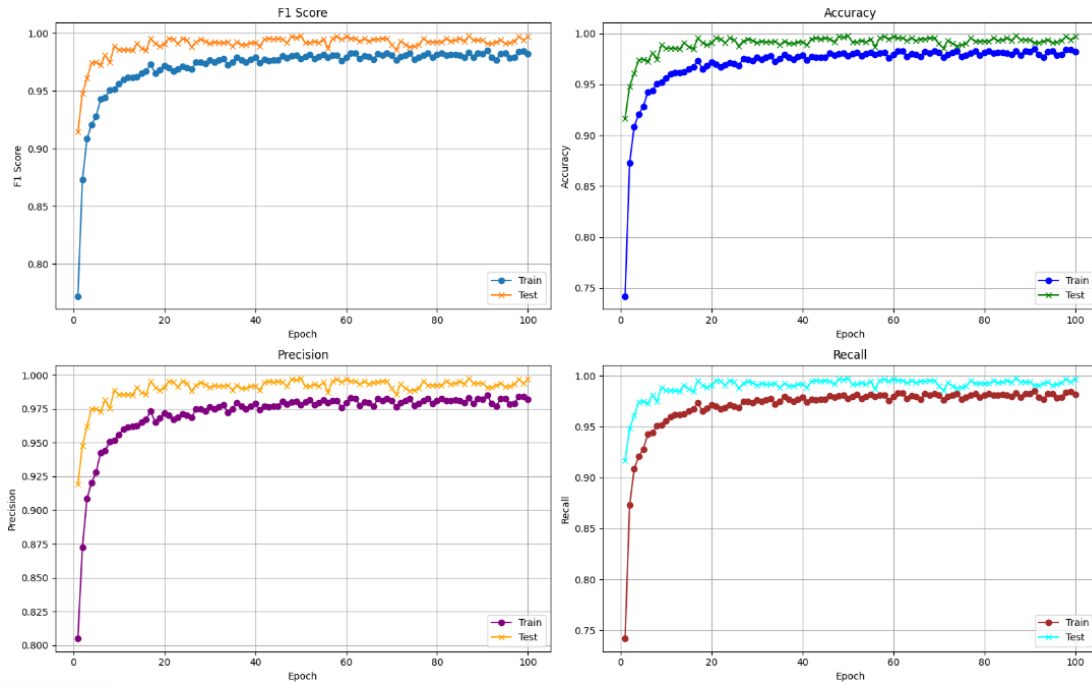 F1 Score
1.00
0.95
0.90
0.85
0.80
F1 Score
0 20 40 60 80 100
Epoch
Train
Test
Accuracy
1.00
0.95
0.90
0.85
0.80
0.75
Accuracy
0 20 40 60 80 100
Epoch
Train
Test
Precision
1.000
0.975
0.950
0.925
0.900
0.875
0.850
0.825
0.800
Precision
0 20 40 60 80 100
Epoch
Train
Test
Recall
1.00
0.95
0.90
0.85
0.80
0.75
Recall
0 20 40 60 80 100
Epoch
Train
Test